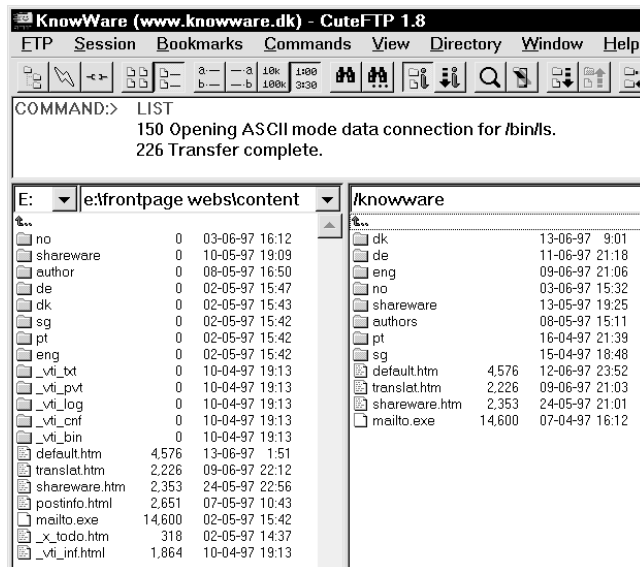 KnowWare (www.knowware.dk) - CuteFTP 1.8
FTP Session Bookmarks Commands View Directory Window Help
a — — a 10k 1:00
b — — b 100k 3:30
COMMAND:> LIST
150 Opening ASCII mode data connection for /bin/ls.
226 Transfer complete.
E: e:\frontpage webs\content
no 0 03-06-97 16:12
shareware 0 10-05-97 19:09
author 0 08-05-97 16:50
de 0 02-05-97 15:47
dk 0 02-05-97 15:43
sg 0 02-05-97 15:42
pt 0 02-05-97 15:42
eng 0 02-05-97 15:42
_vti_txt 0 10-04-97 19:13
_vti_pvt 0 10-04-97 19:13
_vti_log 0 10-04-97 19:13
_vti_cnf 0 10-04-97 19:13
_vti_bin 0 10-04-97 19:13
default.htm 4,576 13-06-97 1:51
translat.htm 2,226 09-06-97 22:12
shareware.htm 2,353 24-05-97 22:56
postinfo.html 2,651 07-05-97 10:43
mailto.exe 14,600 02-05-97 15:42
_x_todo.htm 318 02-05-97 14:37
_vti_inf.html 1,864 10-04-97 19:13
/knowware
dk 13-06-97 9:01
de 11-06-97 21:18
eng 09-06-97 21:06
no 03-06-97 15:32
shareware 13-05-97 19:25
authors 08-05-97 15:11
pt 16-04-97 21:39
sg 15-04-97 18:48
default.htm 4,576 12-06-97 23:52
translat.htm 2,226 09-06-97 21:03
shareware.htm 2,353 24-05-97 21:01
mailto.exe 14,600 07-04-97 16:12